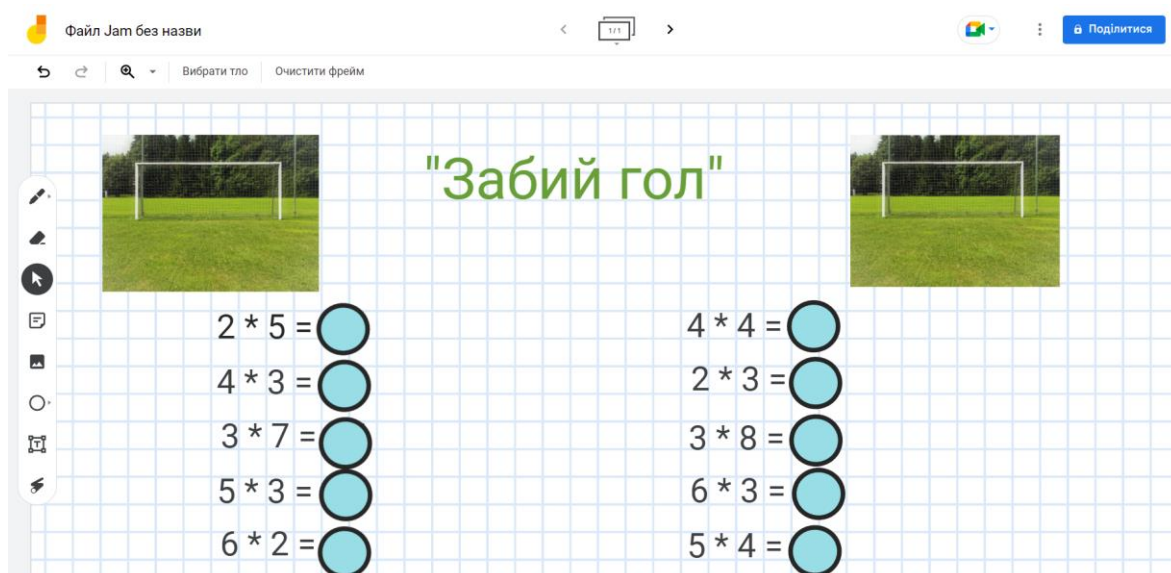 Файл Jam без назви
1/1
Поділитися
Вибрати тло
Очистити фрейм
"Забий гол"
2 * 5 =
4 * 3 =
3 * 7 =
5 * 3 =
6 * 2 =
4 * 4 =
2 * 3 =
3 * 8 =
6 * 3 =
5 * 4 =